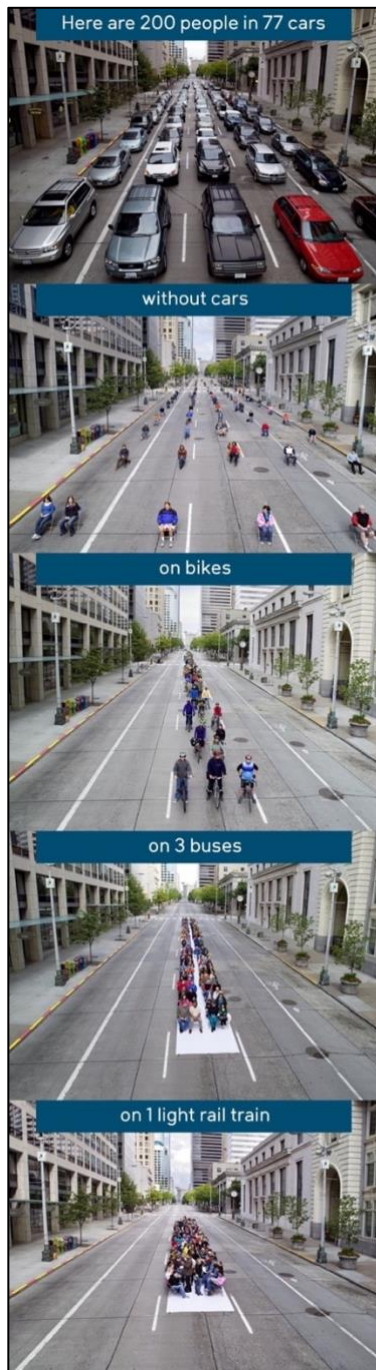 Here are 200 people in 77 cars
without cars
on bikes
on 3 buses
on 1 light rail train